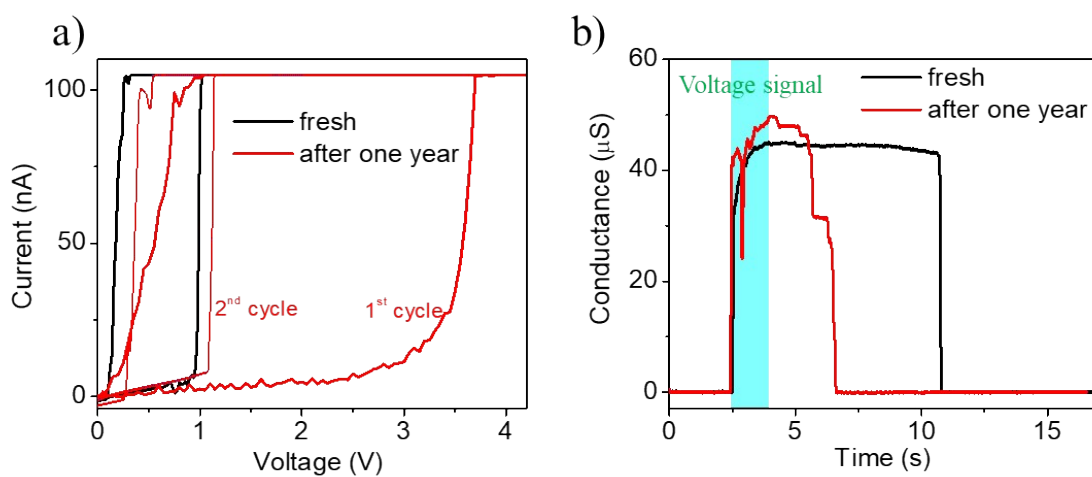 a)
100
50
0
Current (nA)
fresh
after one year
2nd cycle
1st cycle
0 1 2 3 4
Voltage (V)
b)
60
40
20
0
Conductance (μS)
Voltage signal
fresh
after one year
0 5 10 15
Time (s)